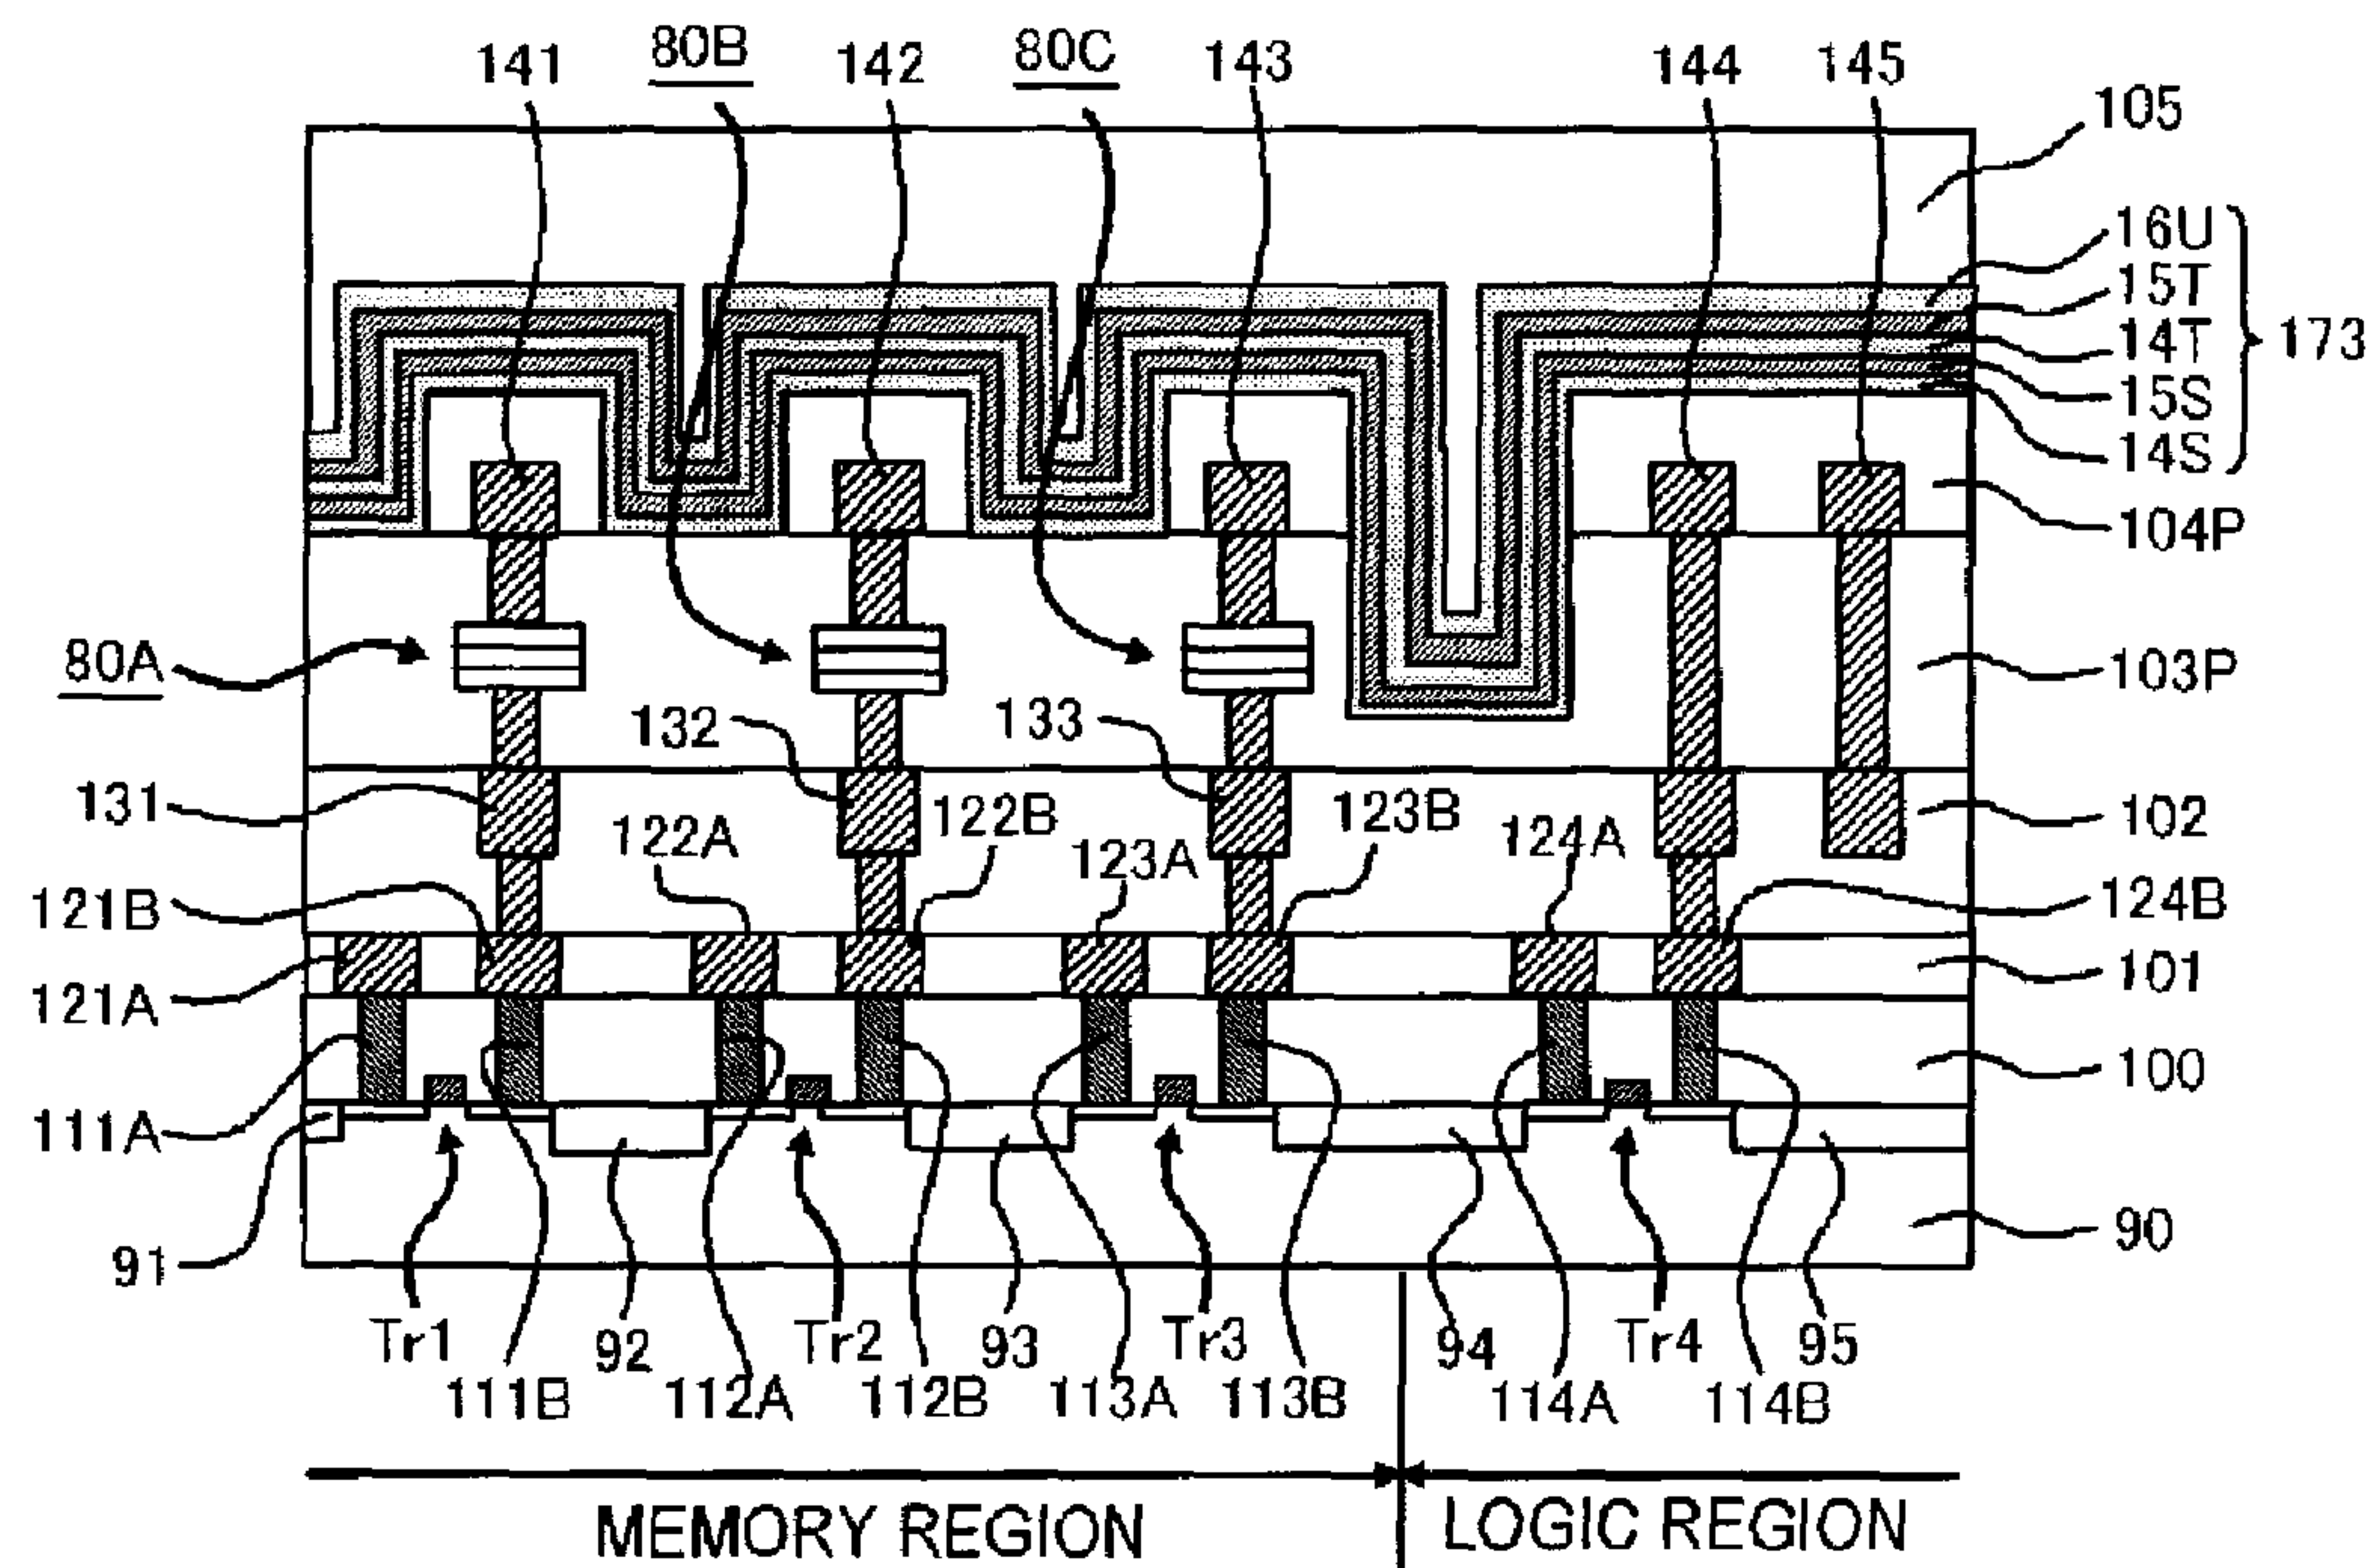 141 80B 142 80C 143 144 145
105
16U
15T
14T
173
15S
14S
104P
80A
103P
132 133
131
122A 122B 123A 123B 124A
102
121B
124B
121A
101
100
111A
90
91
Tr1 92 Tr2 93 Tr3 94 Tr4 95
111B 112A 112B 113A 113B 114A 114B
MEMORY REGION LOGIC REGION